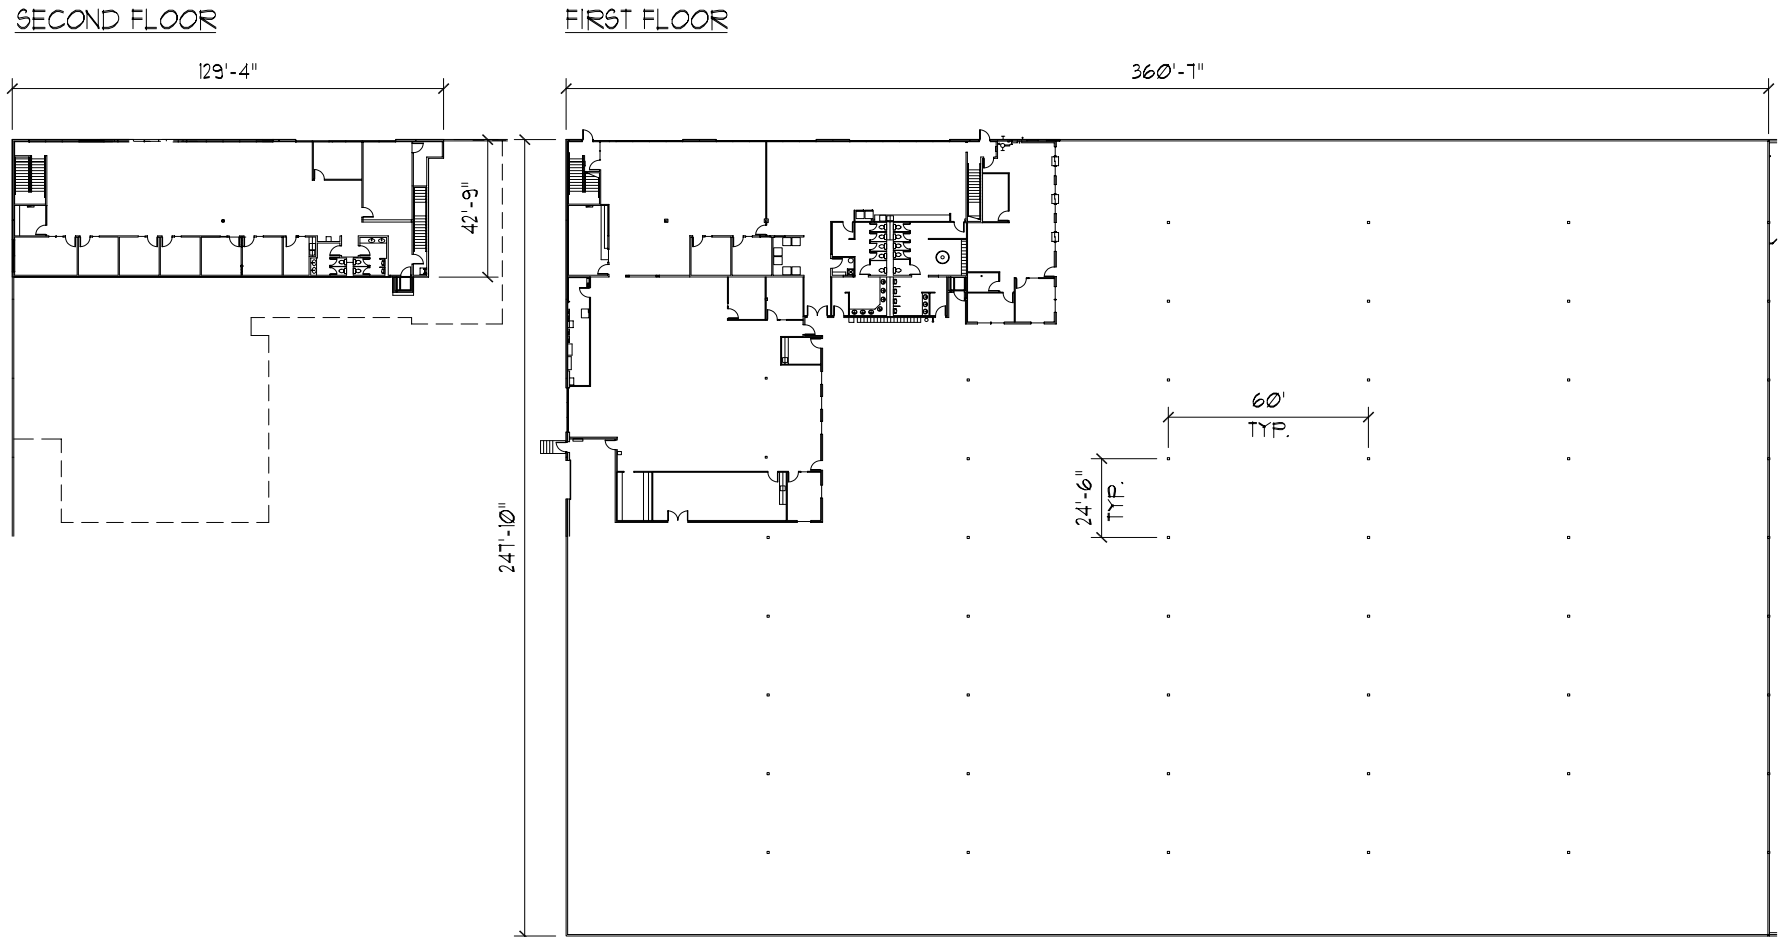 SECOND FLOOR
FIRST FLOOR
129'-4"
360'-7"
42'-9"
60'
TYP.
24'-6"
TYP.
247'-10"